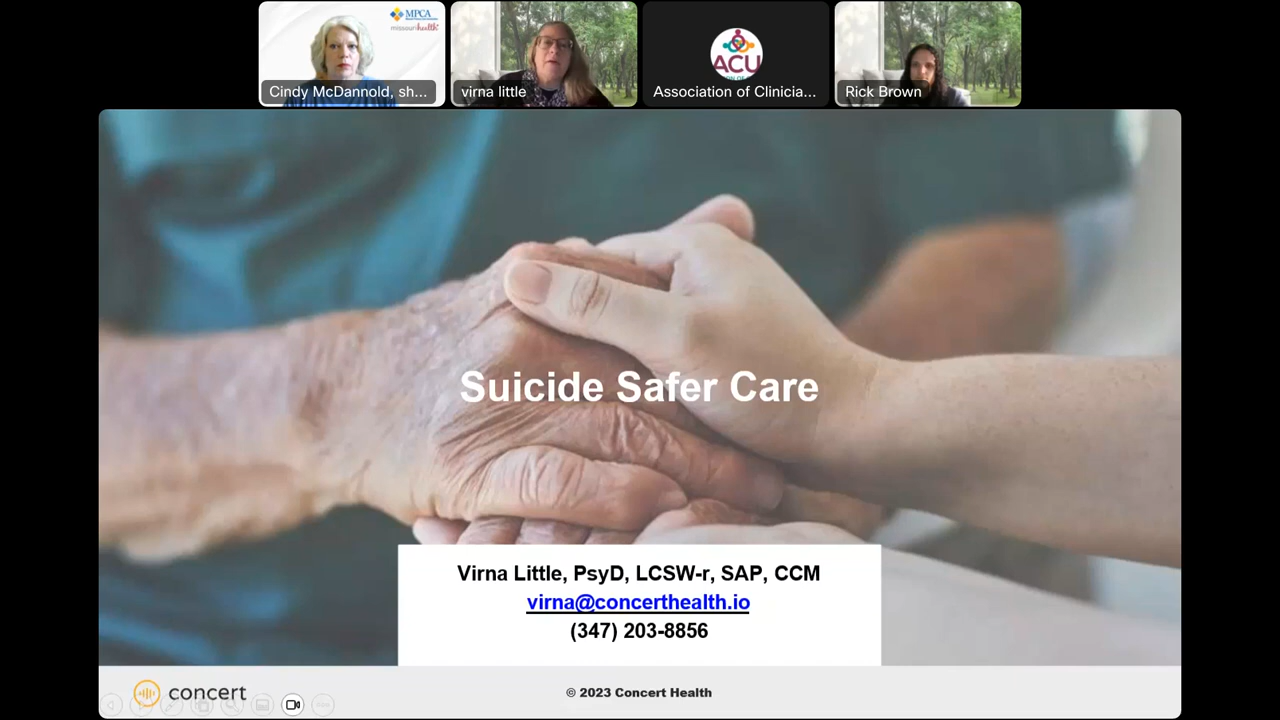 MPCA
missourihealth+
Cindy McDannold, sh...
virna little
ACU
Association of Clinicia...
Rick Brown
Suicide Safer Care
Virna Little, PsyD, LCSW-r, SAP, CCM
virna@concerthealth.io
(347) 203-8856
concert
© 2023 Concert Health